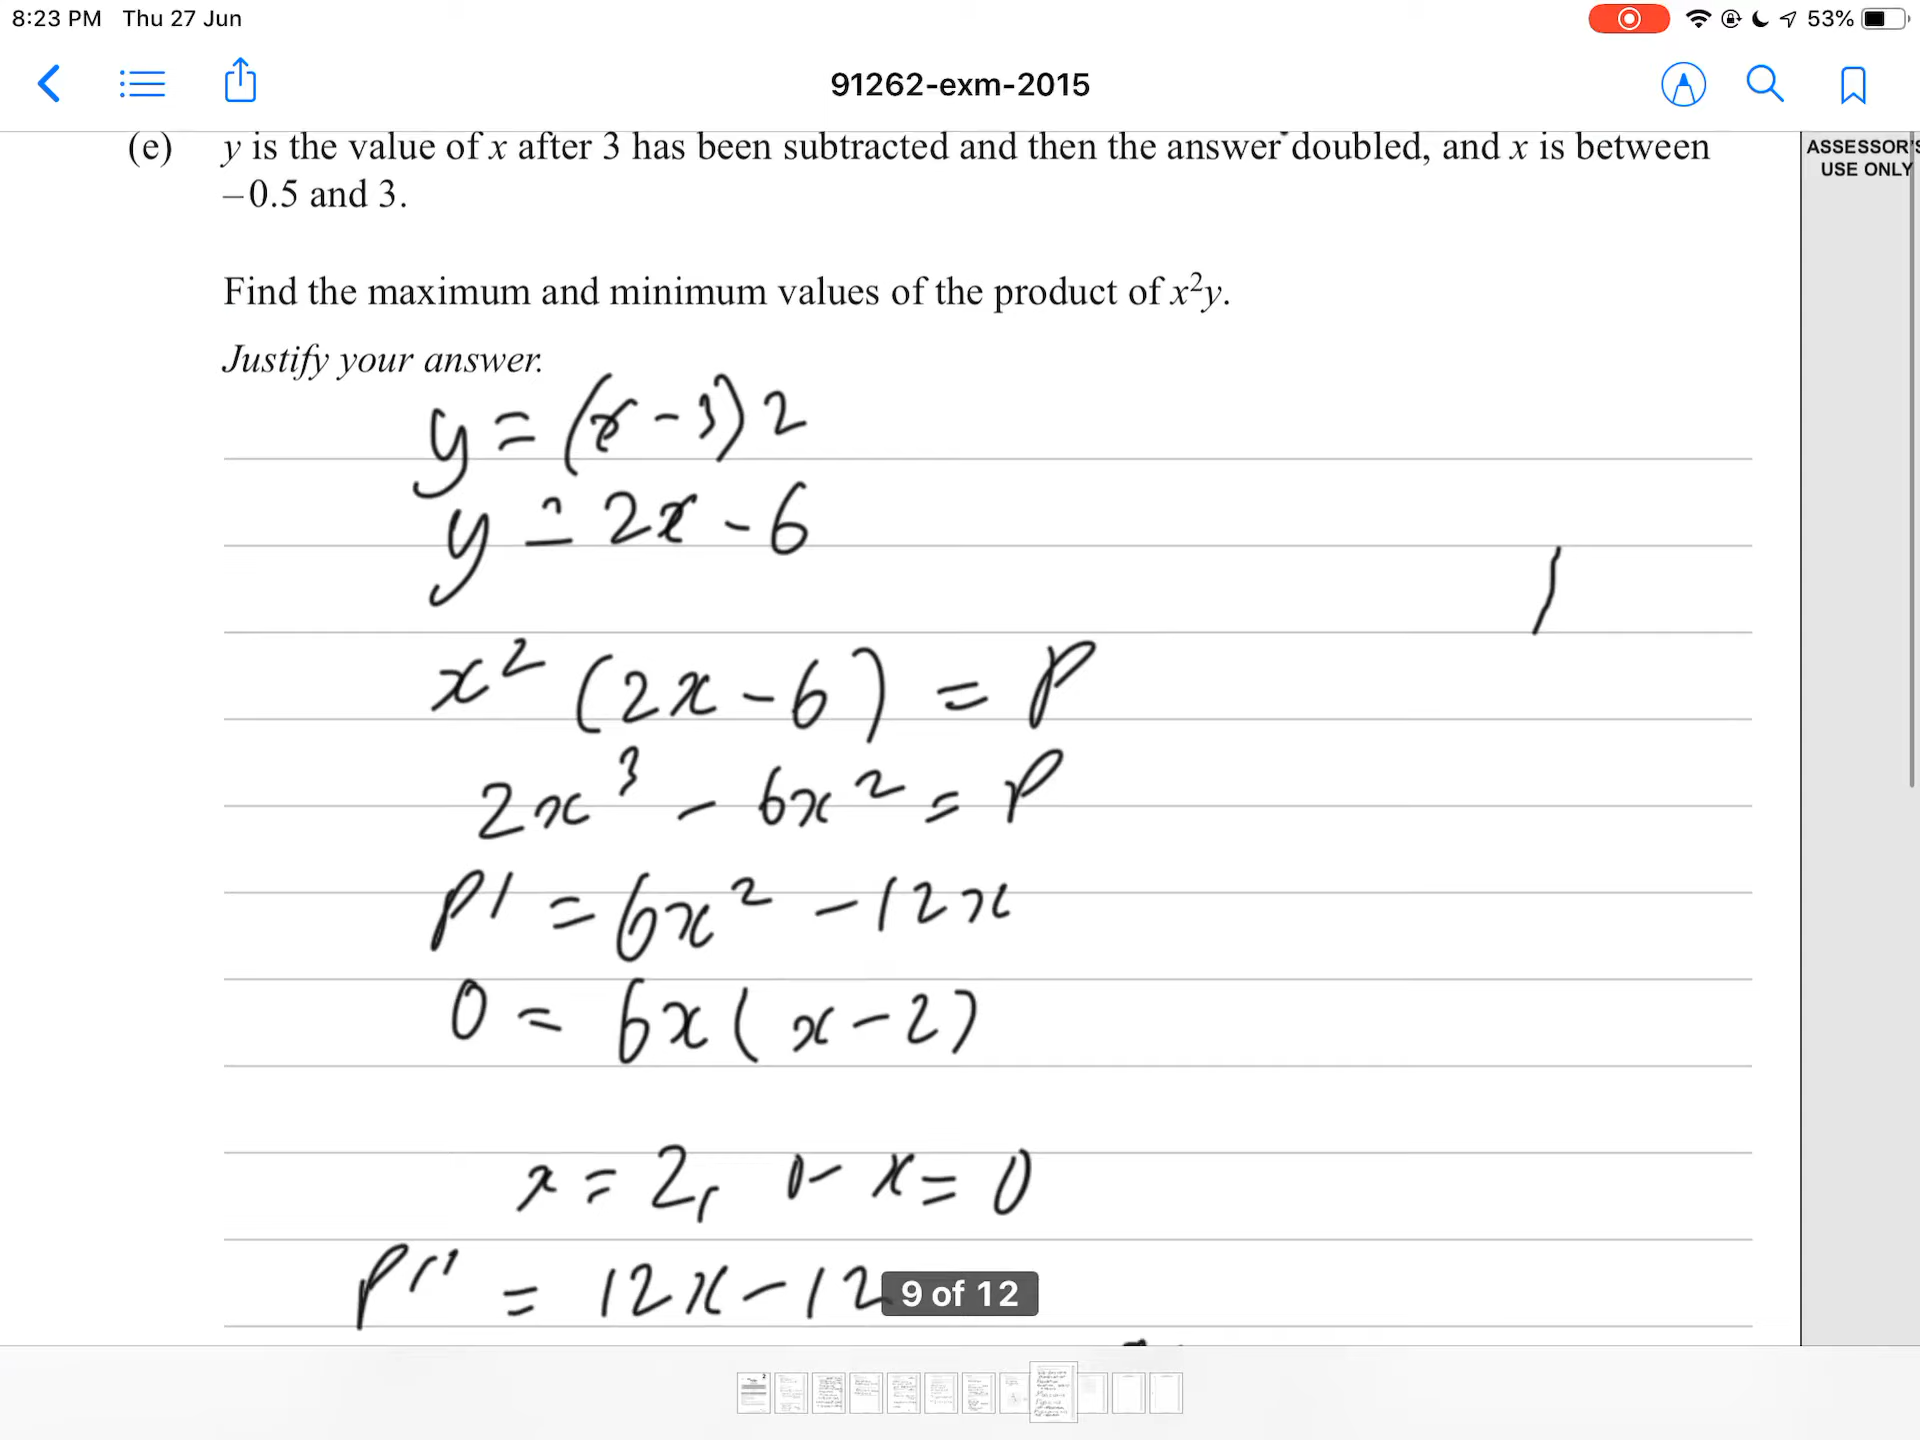 8:23 PM Thu 27 Jun
53%
91262-exm-2015
(e) y is the value of x after 3 has been subtracted and then the answer doubled, and x is between
–0.5 and 3.
ASSESSOR'S
USE ONLY
Find the maximum and minimum values of the product of x²y.
Justify your answer.
y = (x - 3) 2
y = 2x - 6
x² (2x - 6) = P
2x³ - 6x² = P
P' = 6x² - 12x
0 = 6x ( x - 2)
x = 2, or x = 0
P'' = 12x - 12
9 of 12